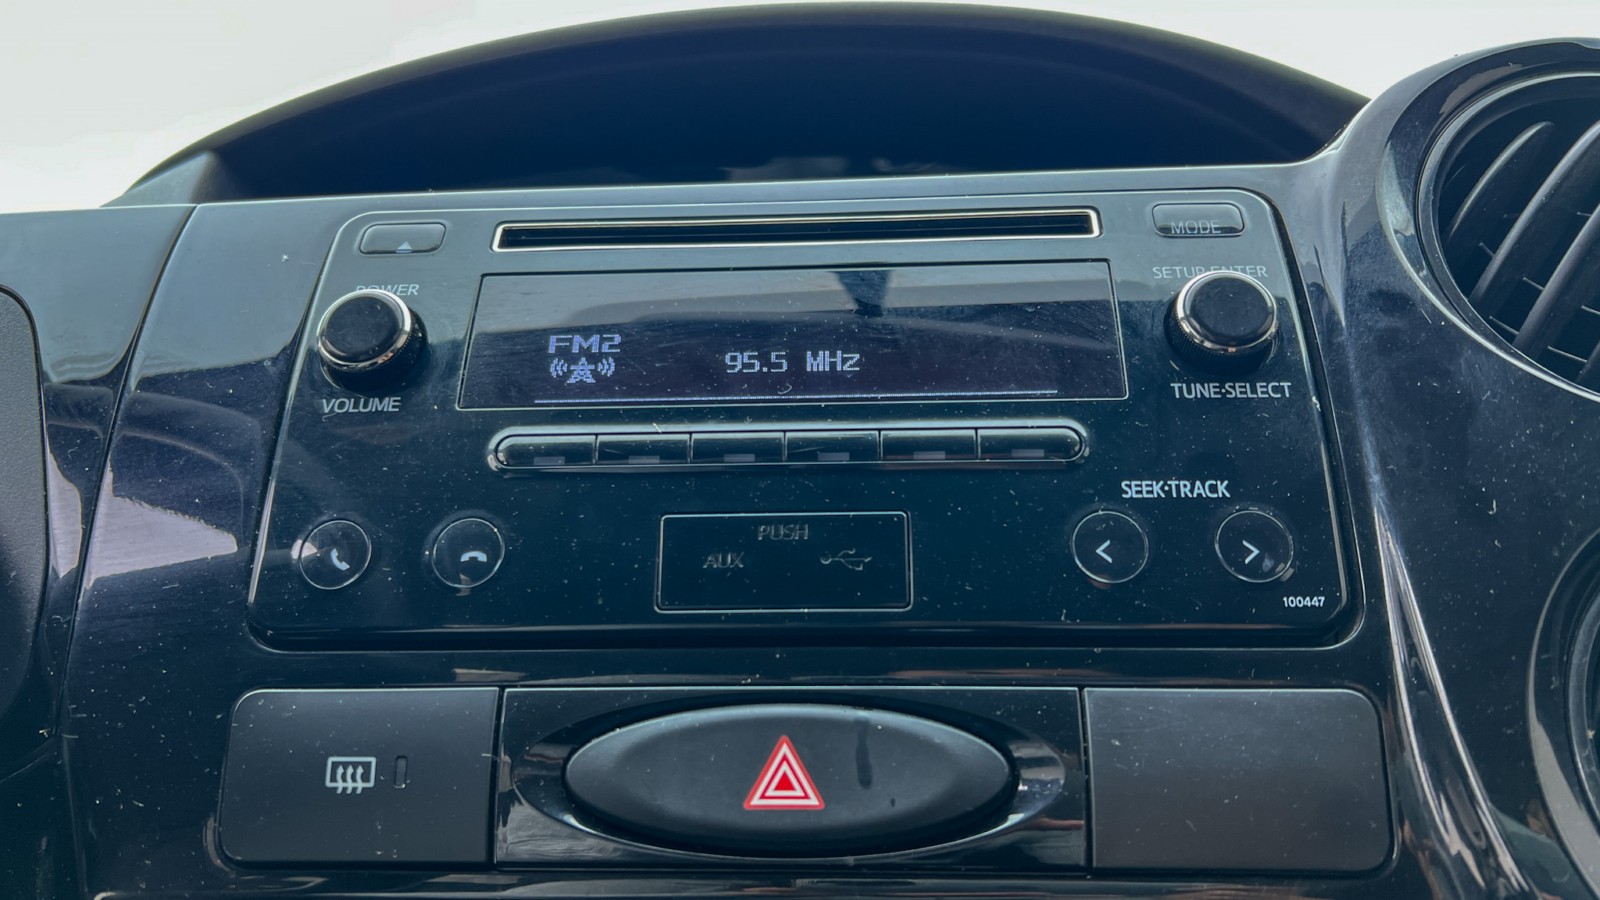 MODE
POWER
SETUP ENTER
FM2
95.5 MHz
VOLUME
TUNE·SELECT
SEEK·TRACK
PUSH
AUX
100447